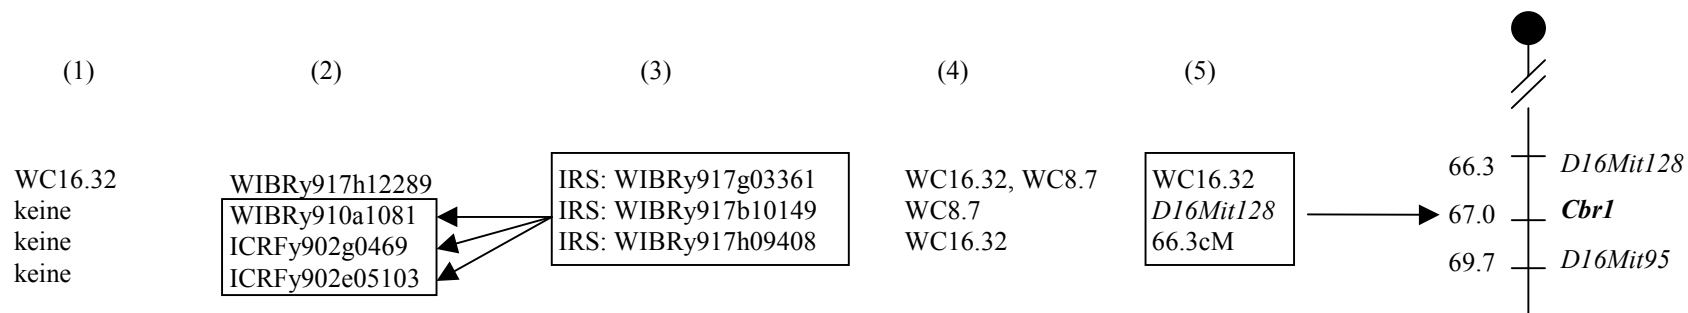 (1) (2) (3) (4) (5)
WC16.32 WIBRy917h12289 IRS: WIBRy917g03361 WC16.32, WC8.7 WC16.32 66.3 D16Mit128
keine WIBRy910a1081 IRS: WIBRy917b10149 WC8.7 D16Mit128 67.0 Cbr1
keine ICRFy902g0469 IRS: WIBRy917h09408 WC16.32 66.3cM
keine ICRFy902e05103 69.7 D16Mit95